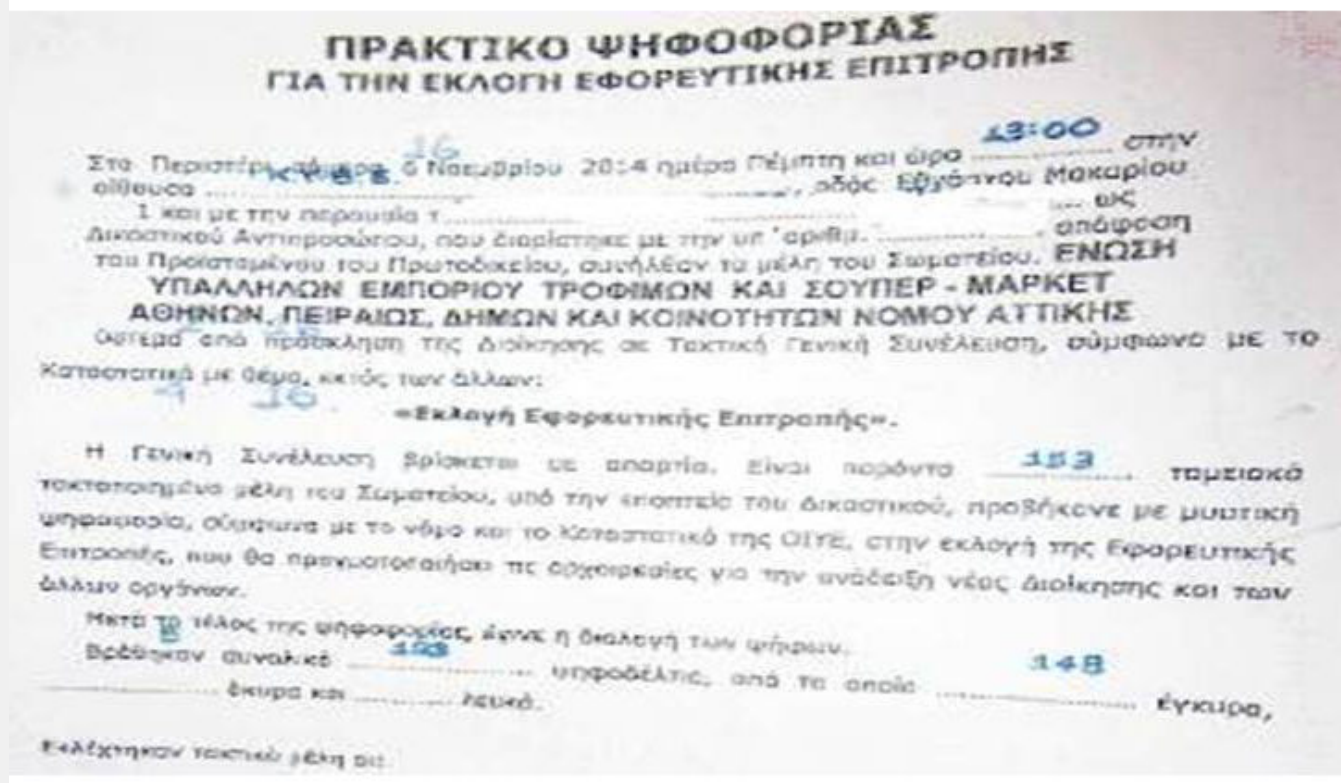 ΠΡΑΚΤΙΚΟ ΨΗΦΟΦΟΡΙΑΣ
ΓΙΑ ΤΗΝ ΕΚΛΟΓΗ ΕΦΟΡΕΥΤΙΚΗΣ ΕΠΙΤΡΟΠΗΣ
16
13:00
Στο Περιστέρι σήμερα 6 Νοεμβρίου 2014 ημέρα Πέμπτη και ώρα .............. στην
αίθουσα .............., οδός Εθνάρχου Μακαρίου
1 και με την παρουσία τ.............. ως
Δικαστικού Αντιπροσώπου, που διορίστηκε με την υπ΄αριθμ. .............. απόφαση
του Προϊσταμένου του Πρωτοδικείου, συνήλθαν τα μέλη του Σωματείου. ΕΝΩΣΗ
ΥΠΑΛΛΗΛΩΝ ΕΜΠΟΡΙΟΥ ΤΡΟΦΙΜΩΝ ΚΑΙ ΣΟΥΠΕΡ - ΜΑΡΚΕΤ
ΑΘΗΝΩΝ, ΠΕΙΡΑΙΩΣ, ΔΗΜΩΝ ΚΑΙ ΚΟΙΝΟΤΗΤΩΝ ΝΟΜΟΥ ΑΤΤΙΚΗΣ
ύστερα από πρόσκληση της Διοίκησης σε Τακτική Γενική Συνέλευση, σύμφωνα με το
Καταστατικό με θέμα, εκτός των άλλων:
16
«Εκλογή Εφορευτικής Επιτροπής».
Η Γενική Συνέλευση βρίσκεται σε απαρτία. Είναι παρόντα 153 ταμειακά
τακτοποιημένα μέλη του Σωματείου, υπό την εποπτεία του Δικαστικού, προβήκανε με μυστική
ψηφοφορία, σύμφωνα με το νόμο και το Καταστατικό της ΟΙΥΕ, στην εκλογή της Εφορευτικής
Επιτροπής, που θα πραγματοποιήσει τις αρχαιρεσίες για την ανάδειξη νέας Διοίκησης και των
άλλων οργάνων.
Μετά το τέλος της ψηφοφορίας, έγινε η διαλογή των ψήφων.
Βρέθηκαν συνολικά 153 ψηφοδέλτια, από τα οποία 148 έγκυρα,
.............. άκυρα και .............. λευκά.
Εκλέχτηκαν τακτικά μέλη οι: